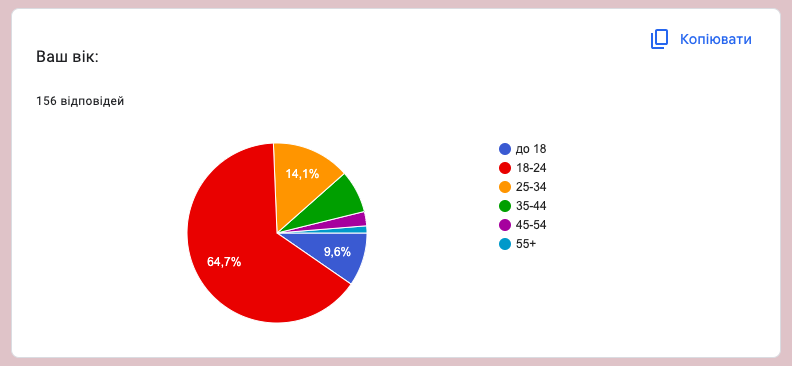 Копіювати
Ваш вік:
156 відповідей
до 18
18-24
25-34
35-44
45-54
55+
14,1%
9,6%
64,7%